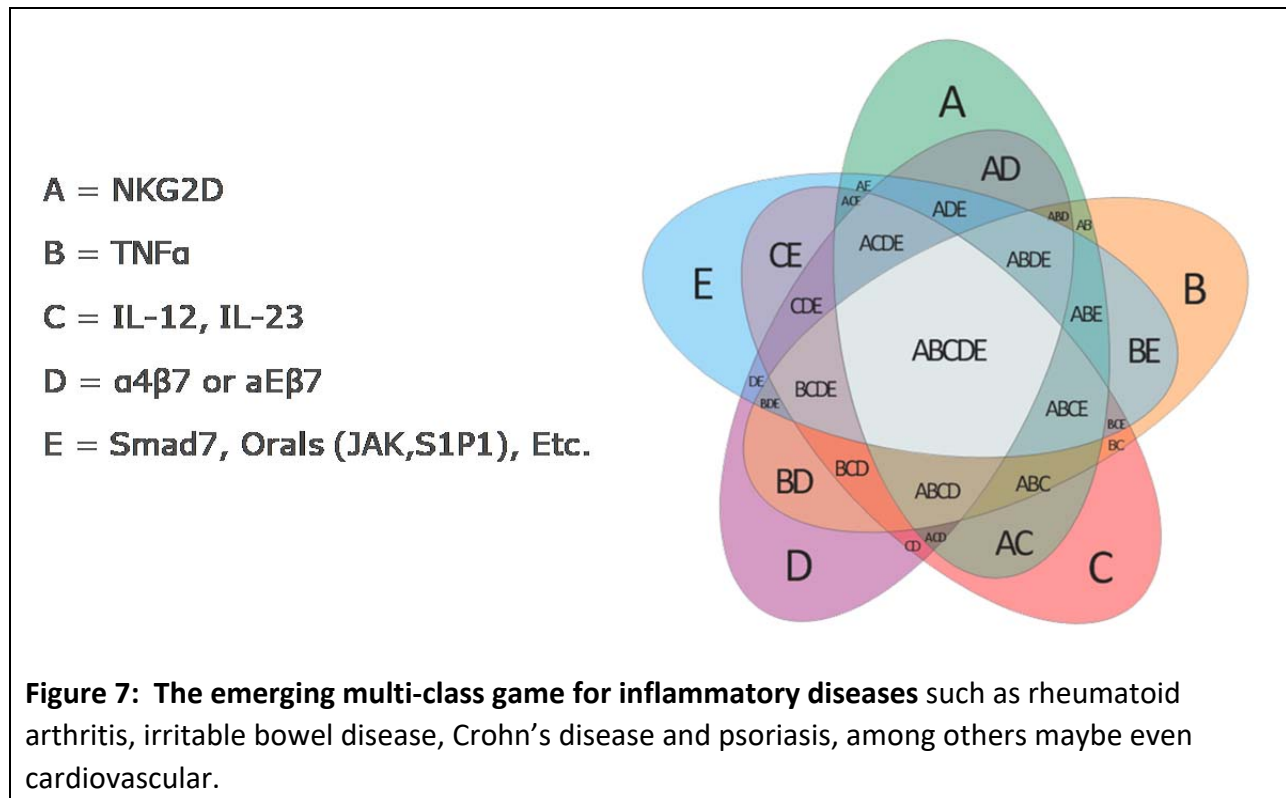 A = NKG2D
B = TNFα
C = IL-12, IL-23
D = α4β7 or αEβ7
E = Smad7, Orals (JAK,S1P1), Etc.
A
AD
AE
ACE
ADE
ABD
AB
ACDE
ABDE
CE
E
B
CDE
ABE
ABCDE
BE
DE
BDE
BCDE
ABCE
BCE
BC
BCD
BD
ABCD
ABC
CD
ACD
AC
D
C
Figure 7: The emerging multi-class game for inflammatory diseases such as rheumatoid
arthritis, irritable bowel disease, Crohn’s disease and psoriasis, among others maybe even
cardiovascular.